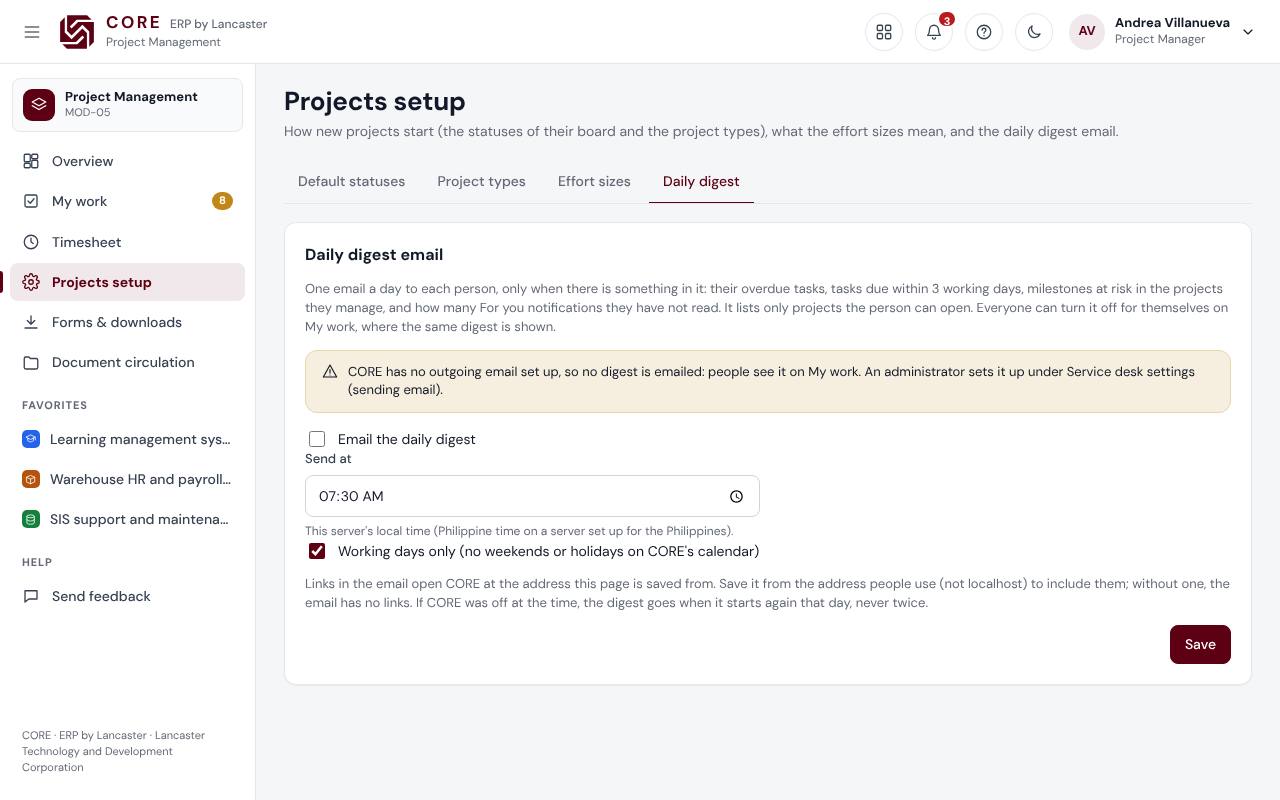 CORE ERP by Lancaster
Project Management
3
AV
Andrea Villanueva
Project Manager
Project Management
MOD-05
Overview
My work 8
Timesheet
Projects setup
Forms & downloads
Document circulation
FAVORITES
Learning management sys...
Warehouse HR and payroll...
SIS support and maintena...
HELP
Send feedback
CORE · ERP by Lancaster · Lancaster
Technology and Development
Corporation
Projects setup
How new projects start (the statuses of their board and the project types), what the effort sizes mean, and the daily digest email.
Default statuses Project types Effort sizes Daily digest
Daily digest email
One email a day to each person, only when there is something in it: their overdue tasks, tasks due within 3 working days, milestones at risk in the projects
they manage, and how many For you notifications they have not read. It lists only projects the person can open. Everyone can turn it off for themselves on
My work, where the same digest is shown.
CORE has no outgoing email set up, so no digest is emailed: people see it on My work. An administrator sets it up under Service desk settings
(sending email).
Email the daily digest
Send at
07:30 AM
This server's local time (Philippine time on a server set up for the Philippines).
Working days only (no weekends or holidays on CORE's calendar)
Links in the email open CORE at the address this page is saved from. Save it from the address people use (not localhost) to include them; without one, the
email has no links. If CORE was off at the time, the digest goes when it starts again that day, never twice.
Save